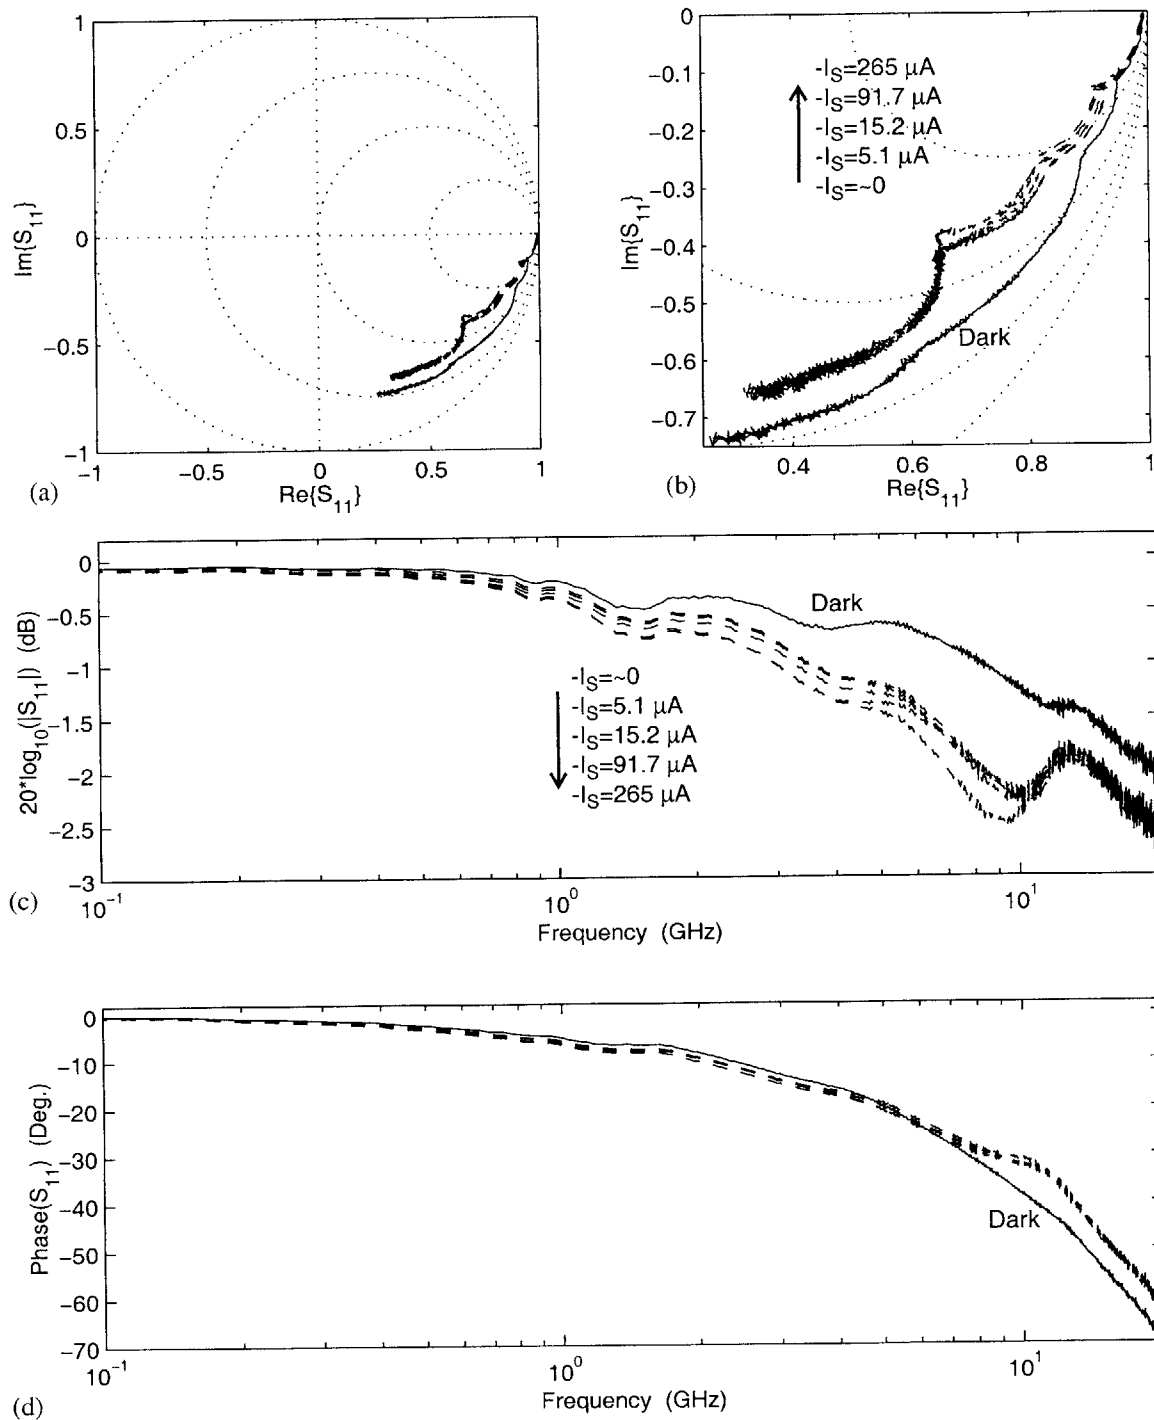 1
0.5
0
−0.5
−1
Im{S11}
−1
−0.5
0
0.5
1
Re{S11}
(a)
0
−0.1
−0.2
−0.3
−0.4
−0.5
−0.6
−0.7
Im{S11}
-IS=265 μA
-IS=91.7 μA
-IS=15.2 μA
-IS=5.1 μA
-IS=~0
Dark
0.4
0.6
0.8
1
Re{S11}
(b)
0
−0.5
−1
−1.5
−2
−2.5
−3
20*log10(|S11|) (dB)
Dark
-IS=~0
-IS=5.1 μA
-IS=15.2 μA
-IS=91.7 μA
-IS=265 μA
10−1
100
101
Frequency (GHz)
(c)
0
−10
−20
−30
−40
−50
−60
−70
Phase(S11) (Deg.)
Dark
10−1
100
101
Frequency (GHz)
(d)